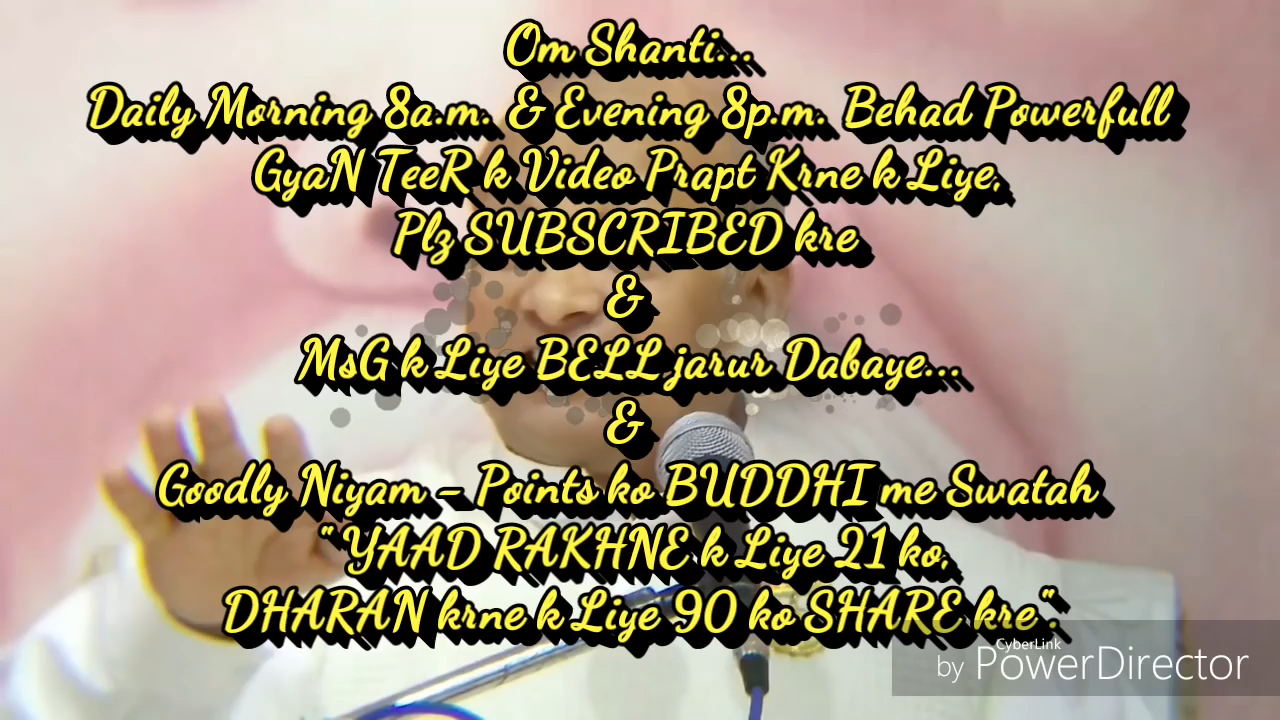 Om Shanti...
Daily Morning 8a.m. & Evening 8p.m. Behad Powerfull
GyaN TeeR k Video Prapt Krne k Liye,
Plz SUBSCRIBED kre
&
MsG k Liye BELL jarur Dabaye...
&
Goodly Niyam - Points ko BUDDHI me Swatah
"YAAD RAKHNE k Liye 21 ko,
DHARAN krne k Liye 90 ko SHARE kre".
CyberLink
by PowerDirector